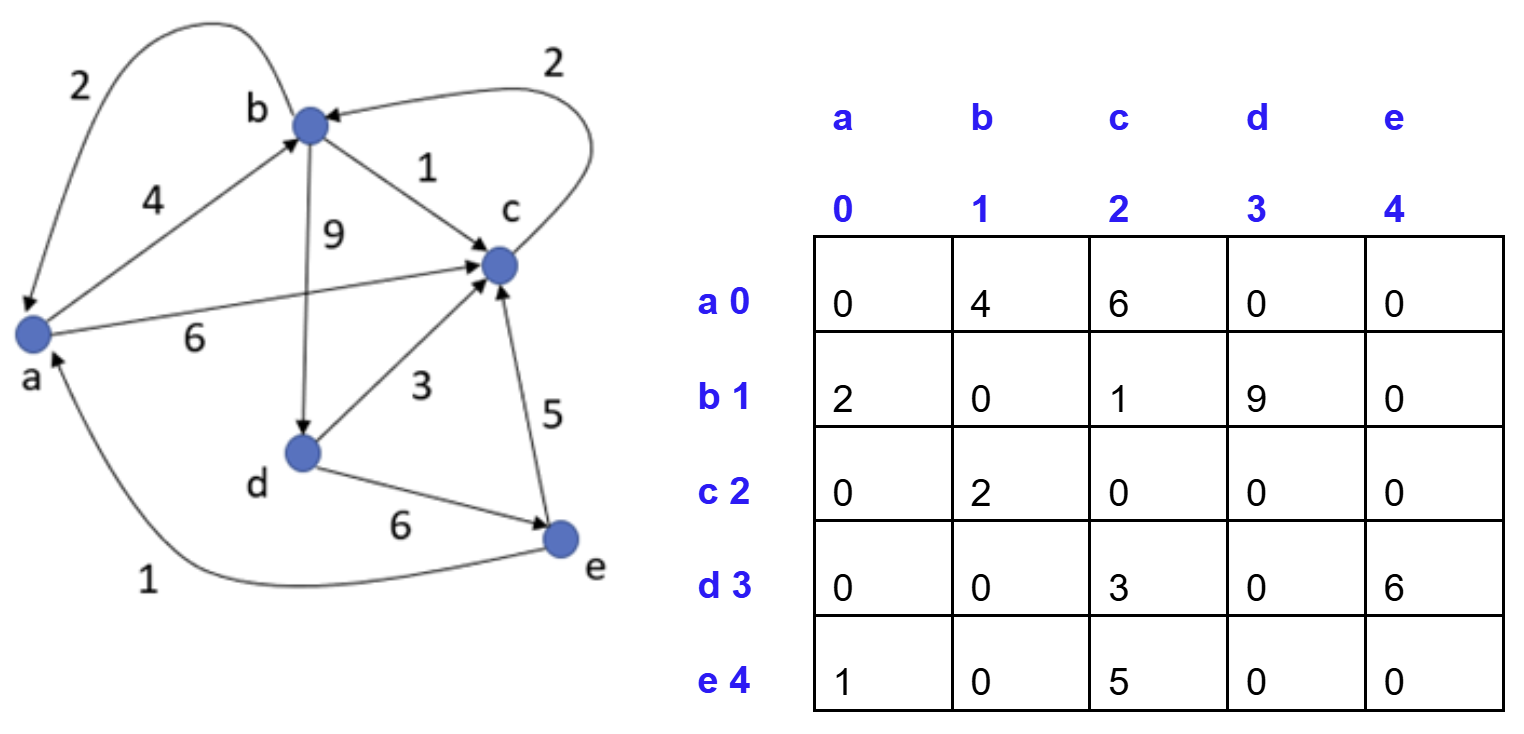 2
2
b
1
4
c
9
6
3
a
5
d
6
e
1
a b c d e
0 1 2 3 4
a 0 0 4 6 0 0
b 1 2 0 1 9 0
c 2 0 2 0 0 0
d 3 0 0 3 0 6
e 4 1 0 5 0 0